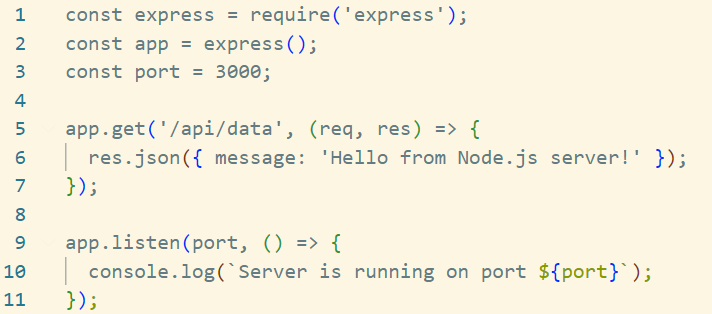 1 const express = require('express');
2 const app = express();
3 const port = 3000;
4
5 app.get('/api/data', (req, res) => {
6   res.json({ message: 'Hello from Node.js server!' });
7 });
8
9 app.listen(port, () => {
10   console.log(`Server is running on port ${port}`);
11 });